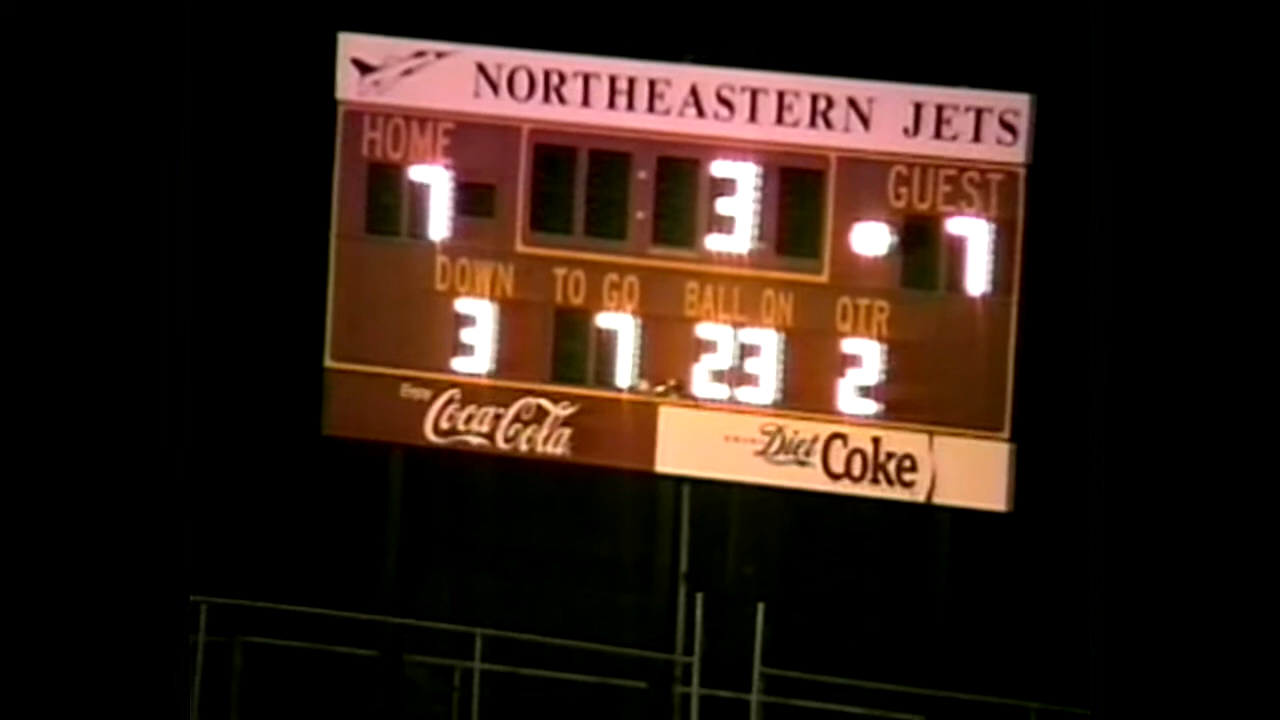 NORTHEASTERN JETS
HOME
7
: 3
GUEST
7
DOWN TO GO BALL ON QTR
3 7 23 2
Enjoy Coca-Cola
Diet Coke